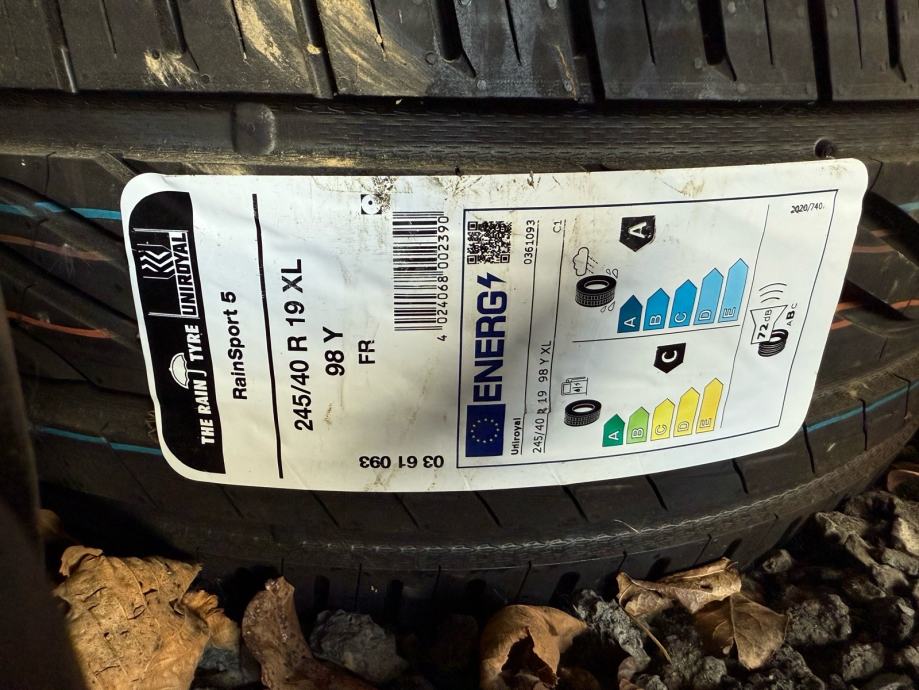 THE RAIN TYRE UNIROYAL
RainSport 5
245/40 R 19 XL
98 Y
FR
4 024068 002390
03 61 093
ENERG
Uniroyal
0361093
245/40 R 19 98 Y XL
C1
A
B
C
D
E
C
A
B
C
D
E
A
72 dB
A B C
2020/740